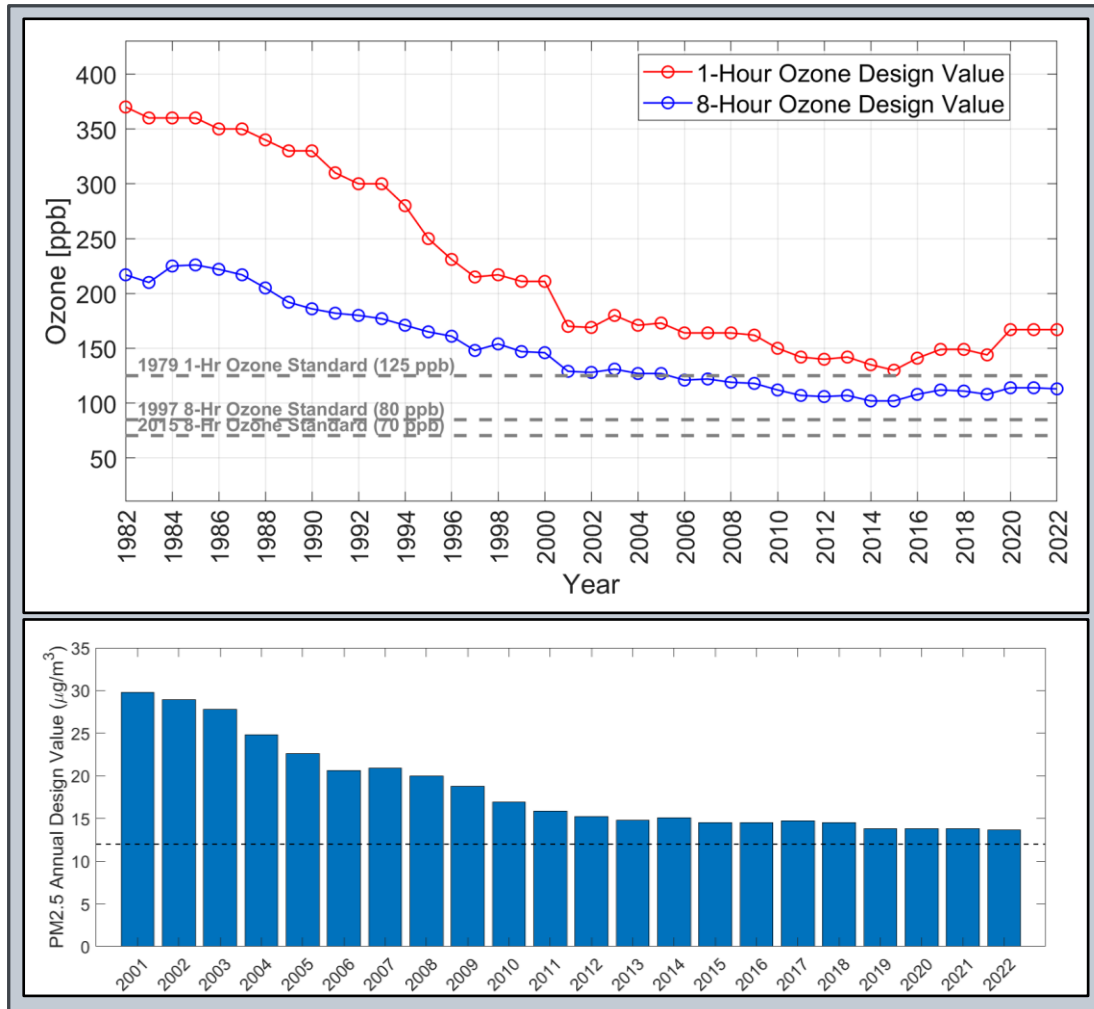 400
350
300
250
200
150
100
50
Ozone [ppb]
1-Hour Ozone Design Value
8-Hour Ozone Design Value
1979 1-Hr Ozone Standard (125 ppb)
1997 8-Hr Ozone Standard (80 ppb)
2015 8-Hr Ozone Standard (70 ppb)
1982 1984 1986 1988 1990 1992 1994 1996 1998 2000 2002 2004 2006 2008 2010 2012 2014 2016 2018 2020 2022
Year
PM2.5 Annual Design Value (μg/m³)
35
30
25
20
15
10
5
0
2001 2002 2003 2004 2005 2006 2007 2008 2009 2010 2011 2012 2013 2014 2015 2016 2017 2018 2019 2020 2021 2022